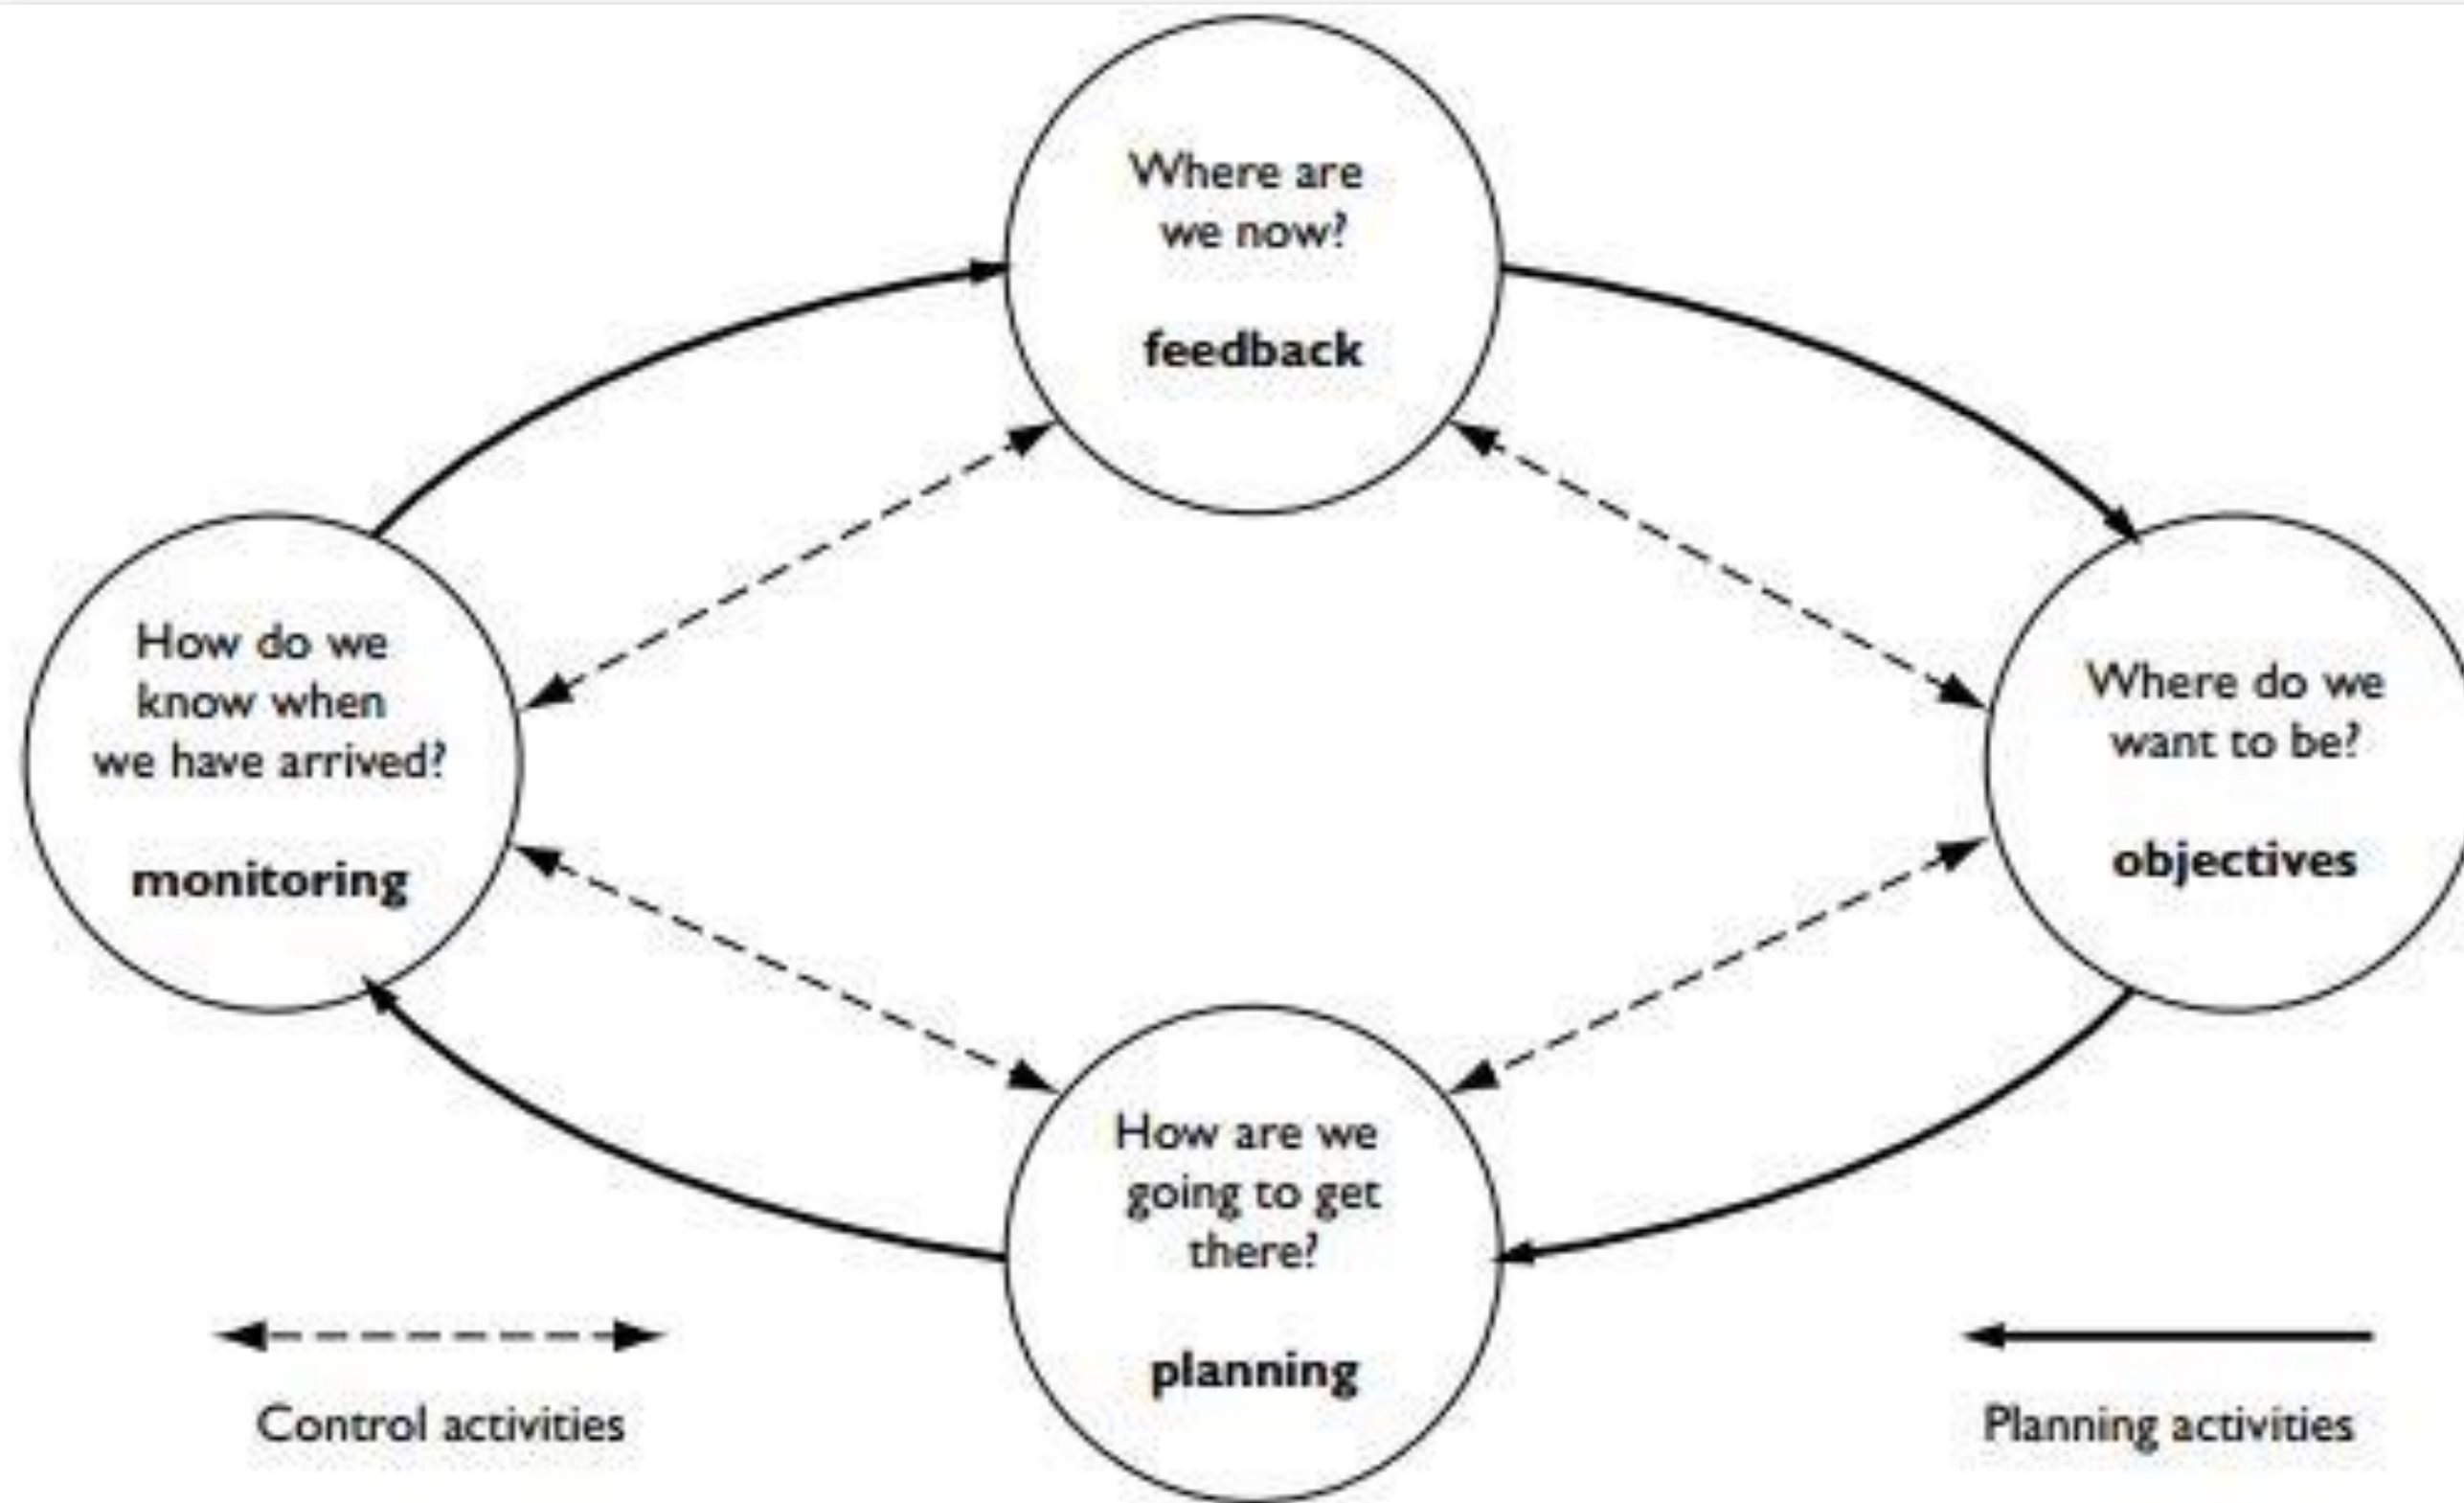 Where are
we now?
feedback
How do we
know when
we have arrived?
monitoring
Where do we
want to be?
objectives
How are we
going to get
there?
planning
Control activities
Planning activities